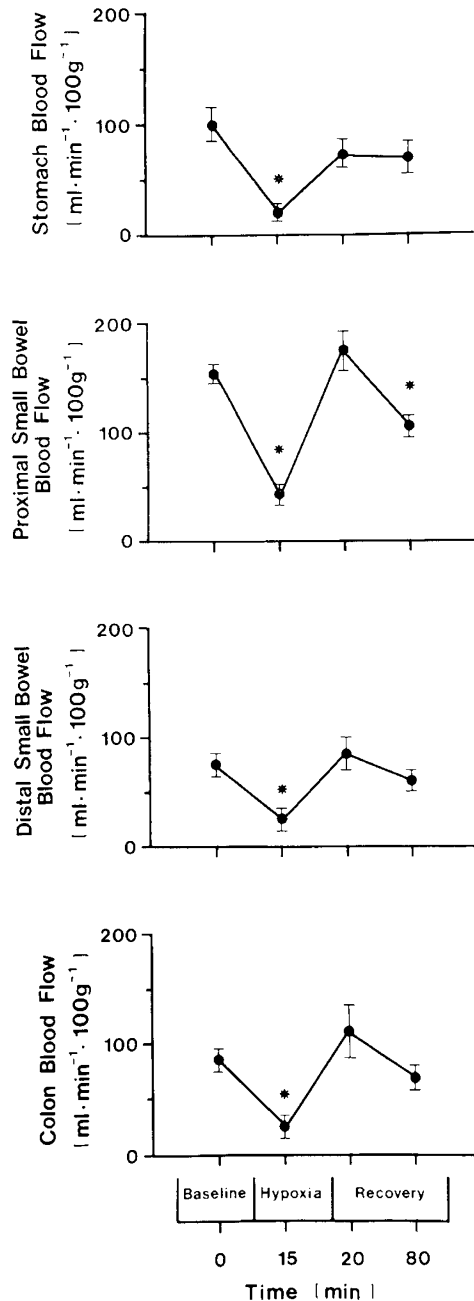 200
100
0
Stomach Blood Flow
[ ml·min⁻¹·100g⁻¹ ]
*
200
100
0
Proximal Small Bowel
Blood Flow
[ ml·min⁻¹·100g⁻¹ ]
*
*
200
100
0
Distal Small Bowel
Blood Flow
[ ml·min⁻¹·100g⁻¹ ]
*
200
100
0
Colon Blood Flow
[ ml·min⁻¹·100g⁻¹ ]
*
Baseline Hypoxia Recovery
0 15 20 80
Time [ min ]